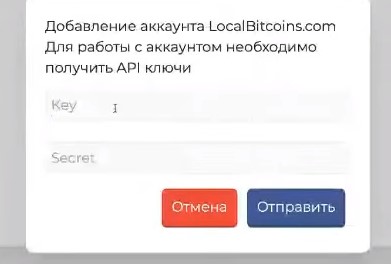 Добавление аккаунта LocalBitcoins.com
Для работы с аккаунтом необходимо
получить API ключи
Key
Secret
Отмена
Отправить